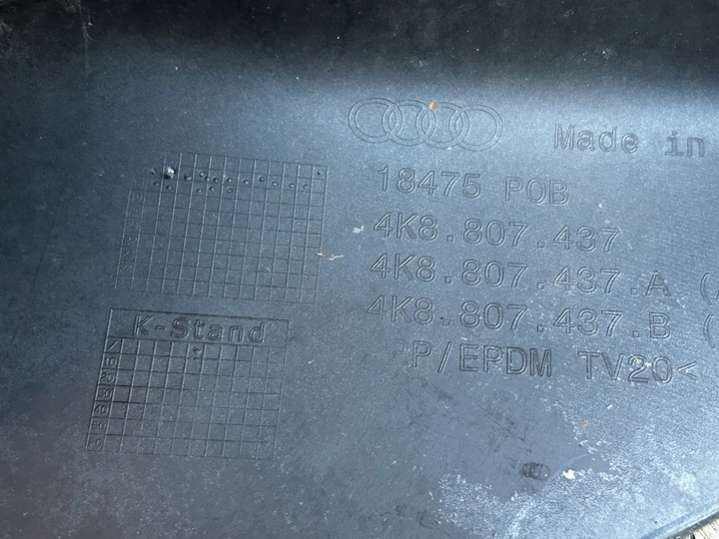 Made in
18475 POB
4K8.807.437
4K8.807.437.A (
4K8.807.437.B (
P/EPDM TV20<
K-Stand